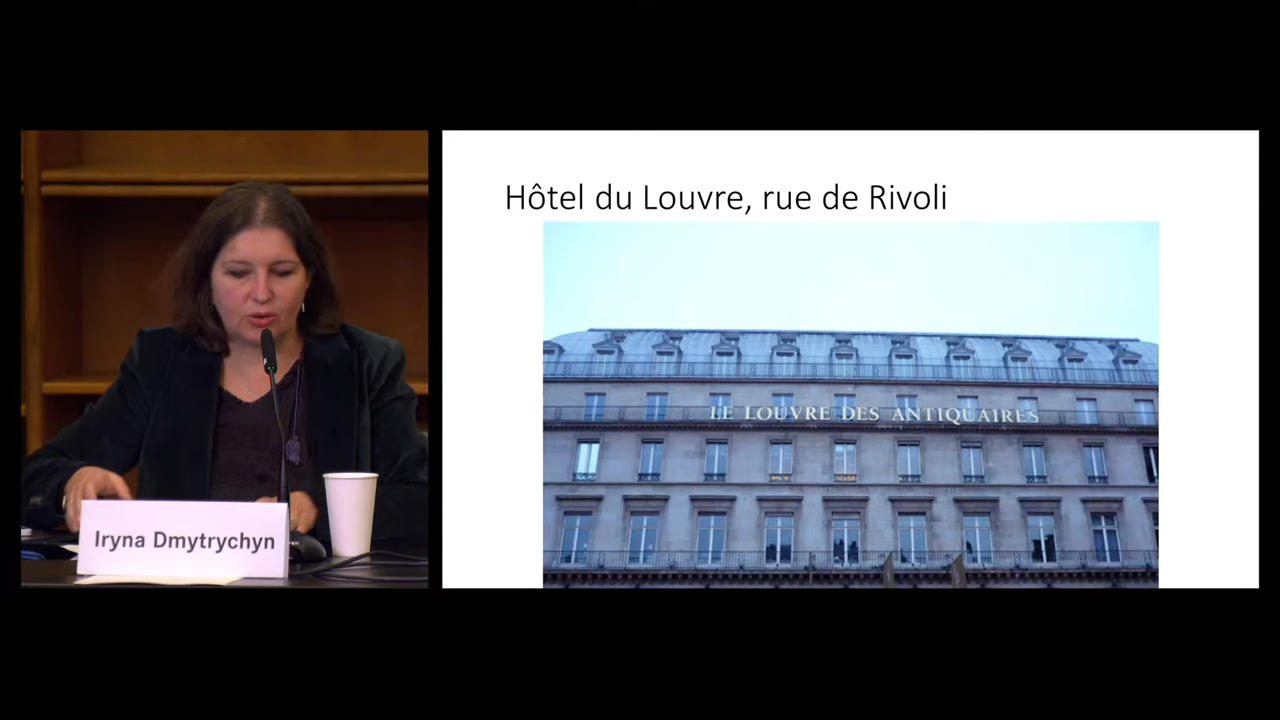 Iryna Dmytrychyn
Hôtel du Louvre, rue de Rivoli
LE LOUVRE DES ANTIQUAIRES